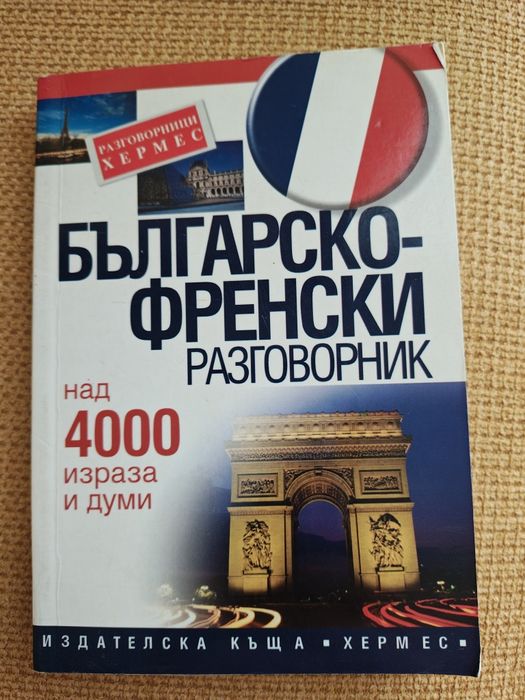 РАЗГОВОРНИЦИ
ХЕРМЕС
БЪЛГАРСКО-
ФРЕНСКИ
РАЗГОВОРНИК
над
4000
израза
и думи
ИЗДАТЕЛСКА КЪЩА ▪ ХЕРМЕС ▪